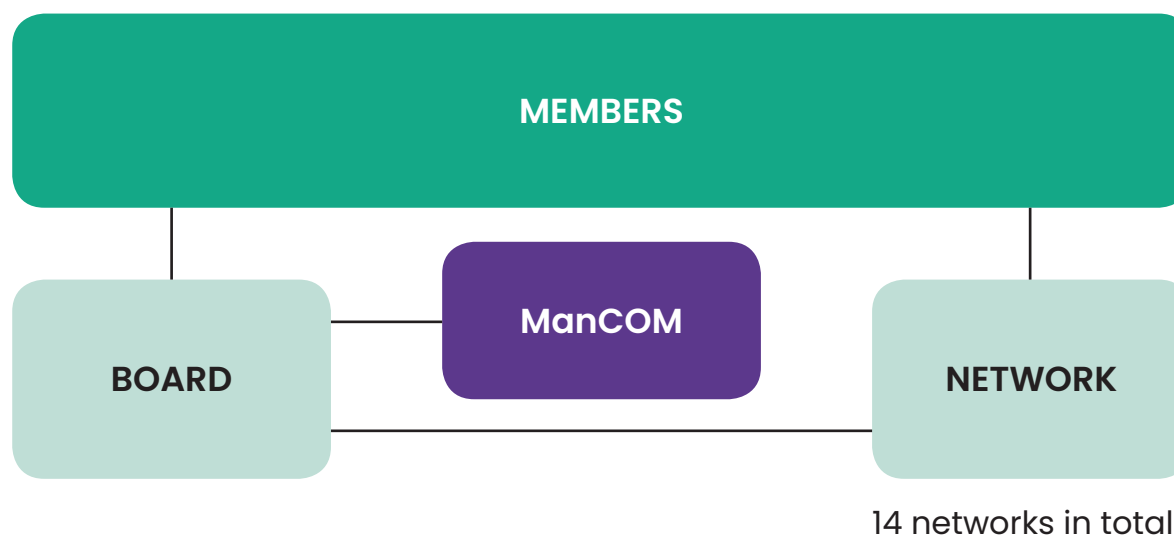 MEMBERS
ManCOM
BOARD
NETWORK
14 networks in total